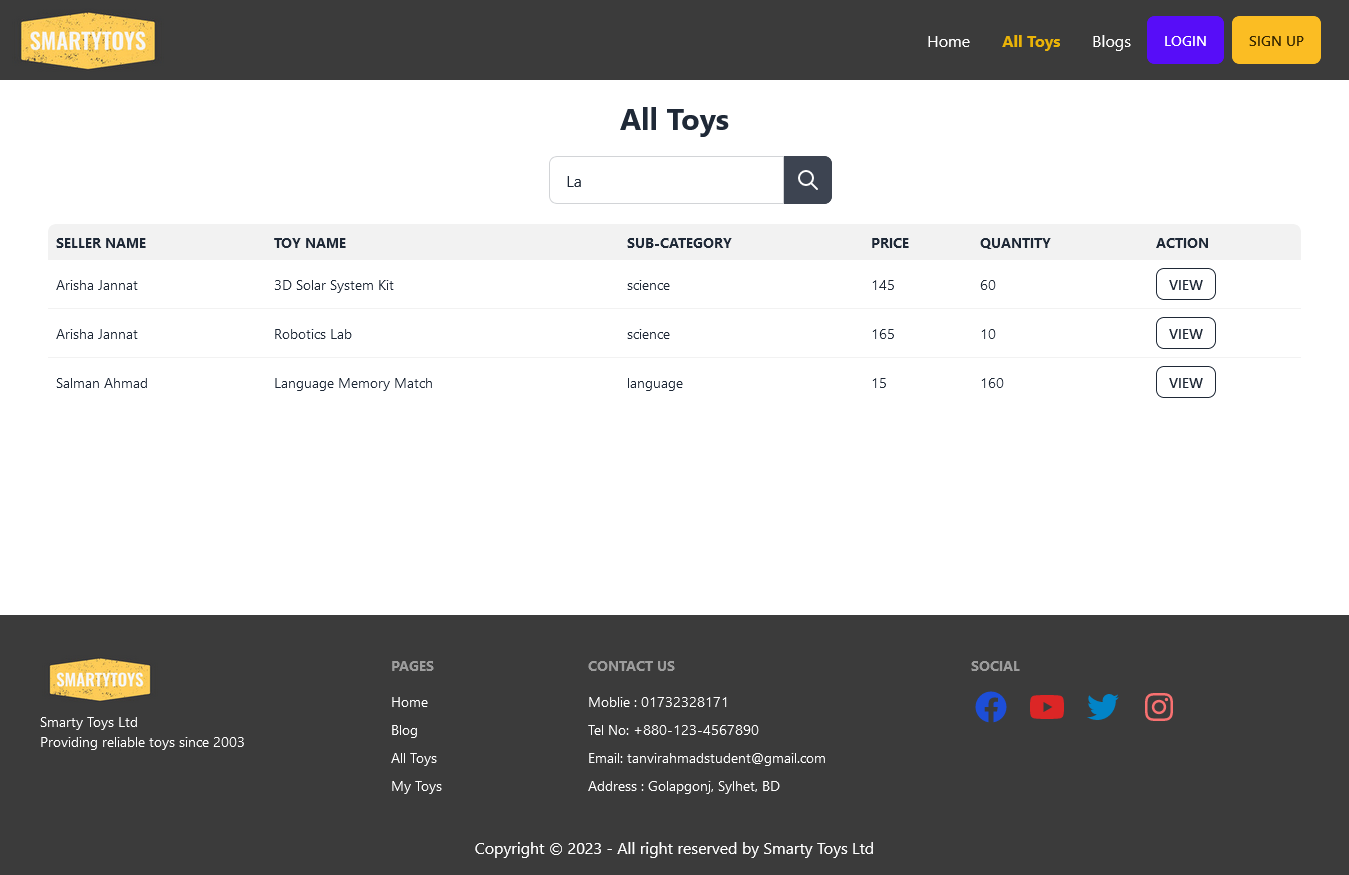 SMARTYTOYS
Home All Toys Blogs LOGIN SIGN UP
All Toys
La
SELLER NAME TOY NAME SUB-CATEGORY PRICE QUANTITY ACTION
Arisha Jannat 3D Solar System Kit science 145 60 VIEW
Arisha Jannat Robotics Lab science 165 10 VIEW
Salman Ahmad Language Memory Match language 15 160 VIEW
SMARTYTOYS
Smarty Toys Ltd
Providing reliable toys since 2003
PAGES
Home
Blog
All Toys
My Toys
CONTACT US
Moblie : 01732328171
Tel No: +880-123-4567890
Email: tanvirahmadstudent@gmail.com
Address : Golapgonj, Sylhet, BD
SOCIAL
Copyright © 2023 - All right reserved by Smarty Toys Ltd